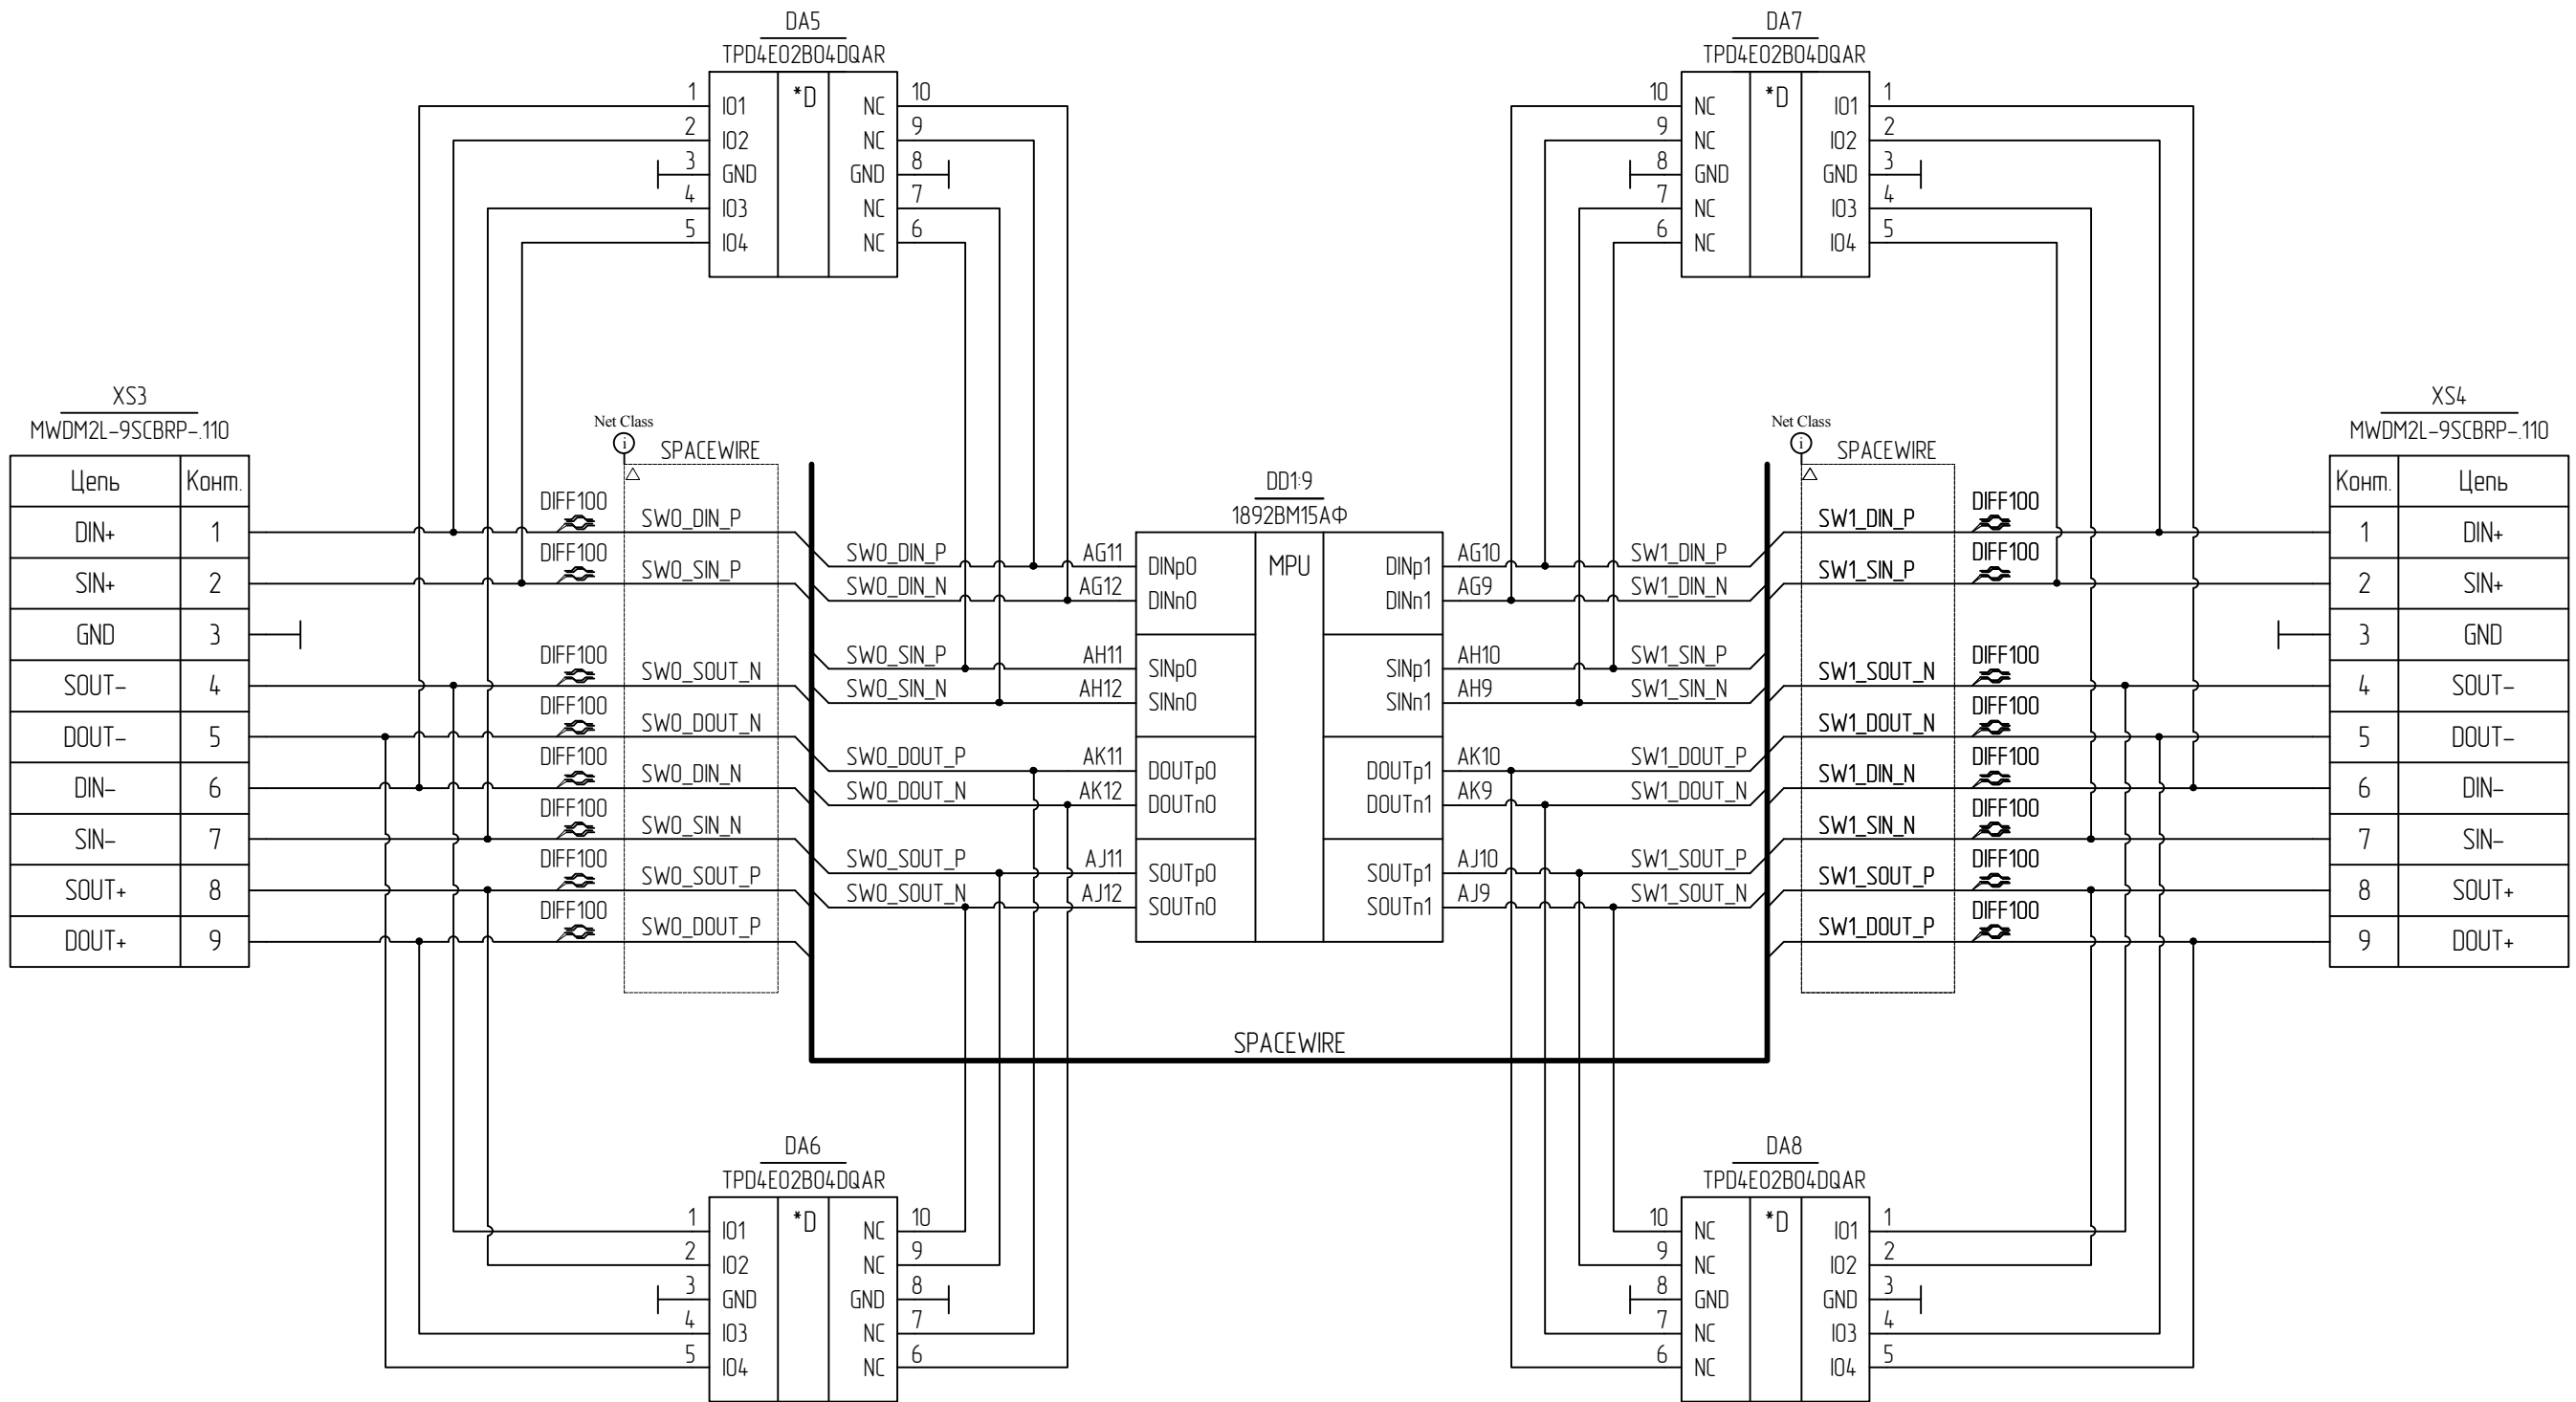 DA5
TPD4E02B04DQAR
1 IO1 *D NC 10
2 IO2 NC 9
3 GND GND 8
4 IO3 NC 7
5 IO4 NC 6
DA7
TPD4E02B04DQAR
10 NC *D IO1 1
9 NC IO2 2
8 GND GND 3
7 NC IO3 4
6 NC IO4 5
XS3
MWDM2L-9SCBRP-.110
Цепь Конт.
DIN+ 1
SIN+ 2
GND 3
SOUT- 4
DOUT- 5
DIN- 6
SIN- 7
SOUT+ 8
DOUT+ 9
Net Class
i
SPACEWIRE
DIFF100 SW0_DIN_P
DIFF100 SW0_SIN_P
DIFF100 SW0_SOUT_N
DIFF100 SW0_DOUT_N
DIFF100 SW0_DIN_N
DIFF100 SW0_SIN_N
DIFF100 SW0_SOUT_P
DIFF100 SW0_DOUT_P
DD1:9
1892ВМ15АФ
MPU
SW0_DIN_P AG11 DINp0 DINp1 AG10 SW1_DIN_P
SW0_DIN_N AG12 DINn0 DINn1 AG9 SW1_DIN_N
SW0_SIN_P AH11 SINp0 SINp1 AH10 SW1_SIN_P
SW0_SIN_N AH12 SINn0 SINn1 AH9 SW1_SIN_N
SW0_DOUT_P AK11 DOUTp0 DOUTp1 AK10 SW1_DOUT_P
SW0_DOUT_N AK12 DOUTn0 DOUTn1 AK9 SW1_DOUT_N
SW0_SOUT_P AJ11 SOUTp0 SOUTp1 AJ10 SW1_SOUT_P
SW0_SOUT_N AJ12 SOUTn0 SOUTn1 AJ9 SW1_SOUT_N
SPACEWIRE
Net Class
i
SPACEWIRE
SW1_DIN_P DIFF100
SW1_SIN_P DIFF100
SW1_SOUT_N DIFF100
SW1_DOUT_N DIFF100
SW1_DIN_N DIFF100
SW1_SIN_N DIFF100
SW1_SOUT_P DIFF100
SW1_DOUT_P DIFF100
XS4
MWDM2L-9SCBRP-.110
Конт. Цепь
1 DIN+
2 SIN+
3 GND
4 SOUT-
5 DOUT-
6 DIN-
7 SIN-
8 SOUT+
9 DOUT+
DA6
TPD4E02B04DQAR
1 IO1 *D NC 10
2 IO2 NC 9
3 GND GND 8
4 IO3 NC 7
5 IO4 NC 6
DA8
TPD4E02B04DQAR
10 NC *D IO1 1
9 NC IO2 2
8 GND GND 3
7 NC IO3 4
6 NC IO4 5